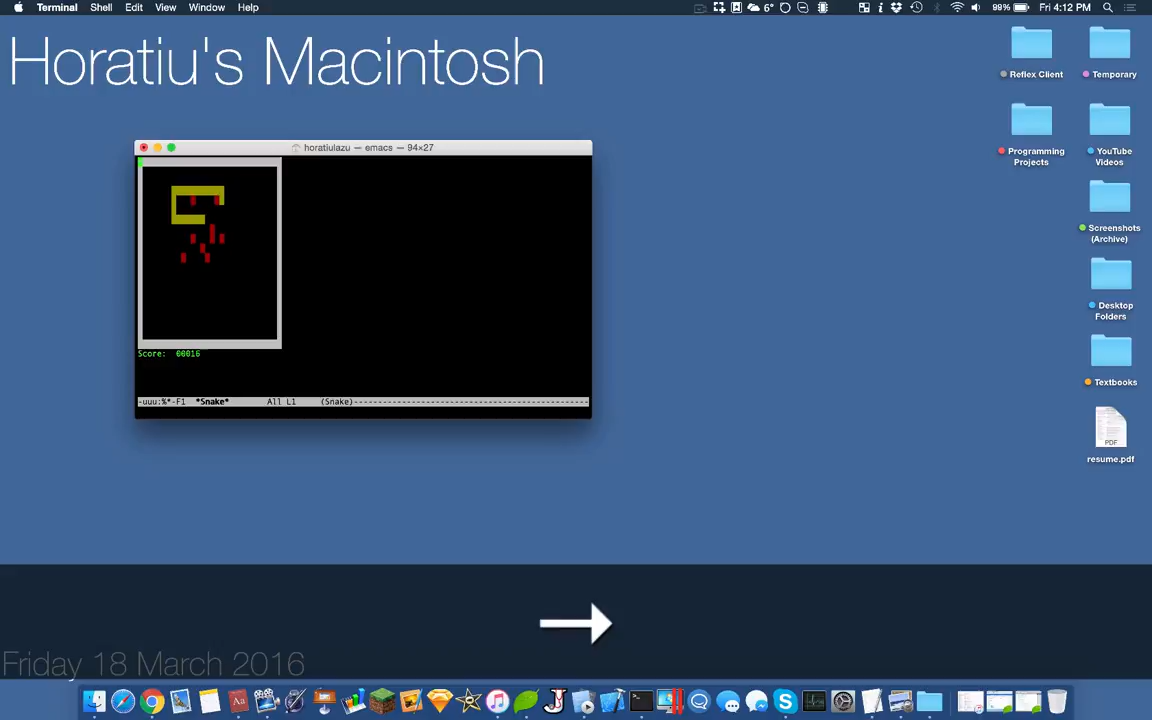 Terminal Shell Edit View Window Help 6° 99% Fri 4:12 PM
Horatiu's Macintosh
Reflex Client
Temporary
Programming
Projects
YouTube
Videos
Screenshots
(Archive)
Desktop
Folders
Textbooks
PDF
resume.pdf
horatiulazu — emacs — 94×27
Score: 00016
-uuu:%*-F1 *Snake* All L1 (Snake)------------------------------------------------
Friday 18 March 2016